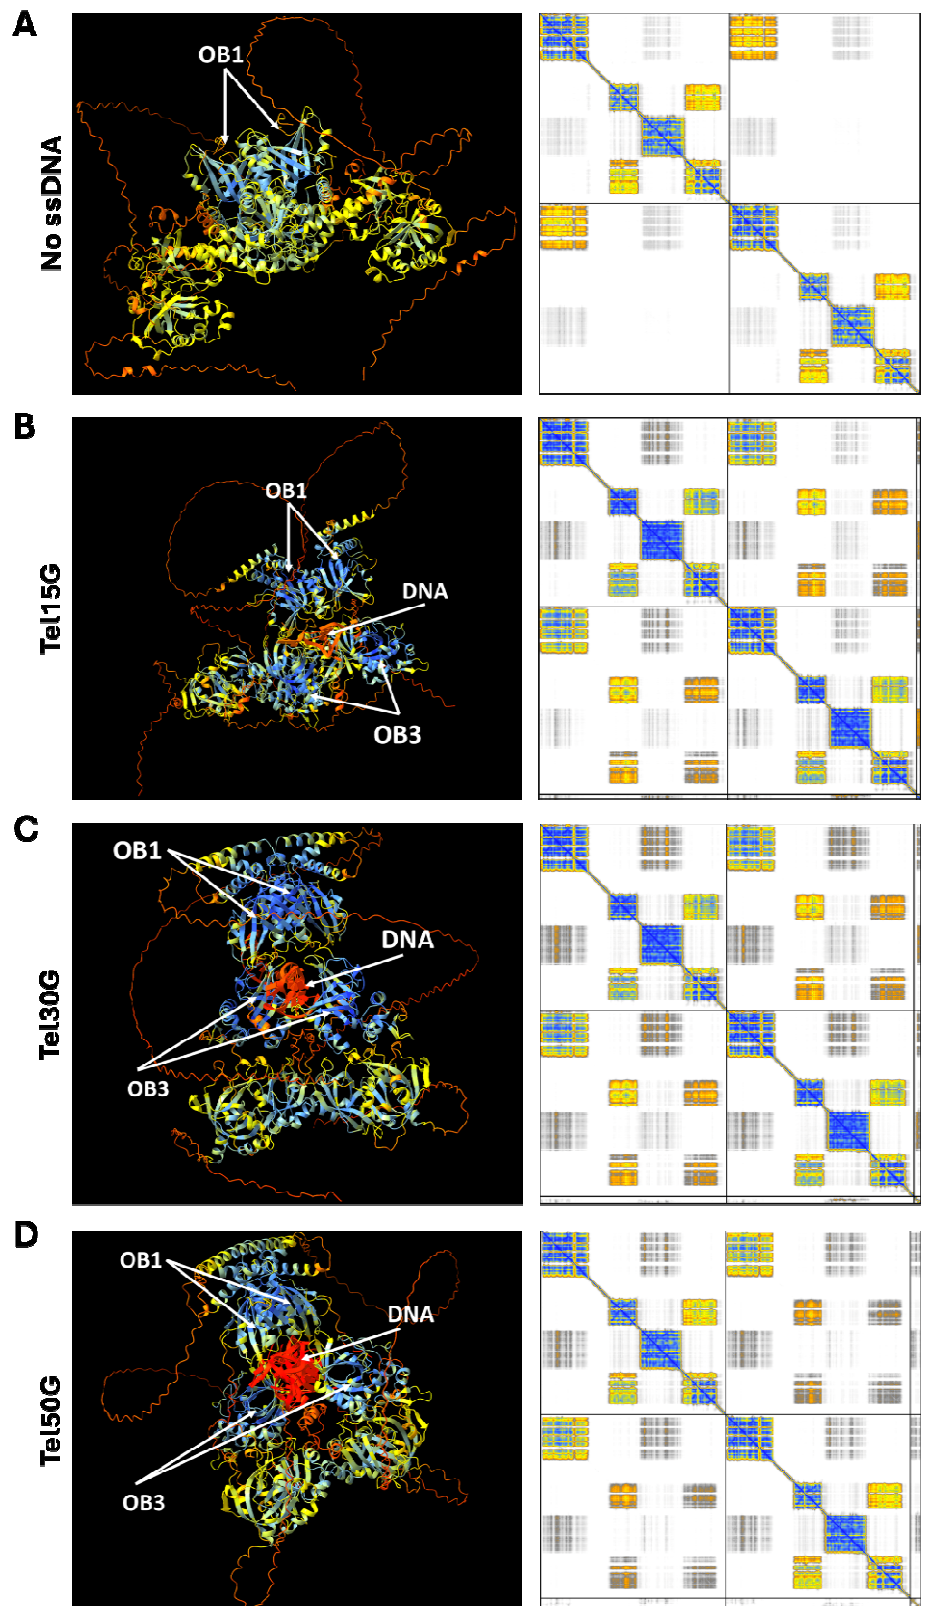 A
No ssDNA
OB1
B
Tel15G
OB1
DNA
OB3
C
Tel30G
OB1
DNA
OB3
D
Tel50G
OB1
DNA
OB3